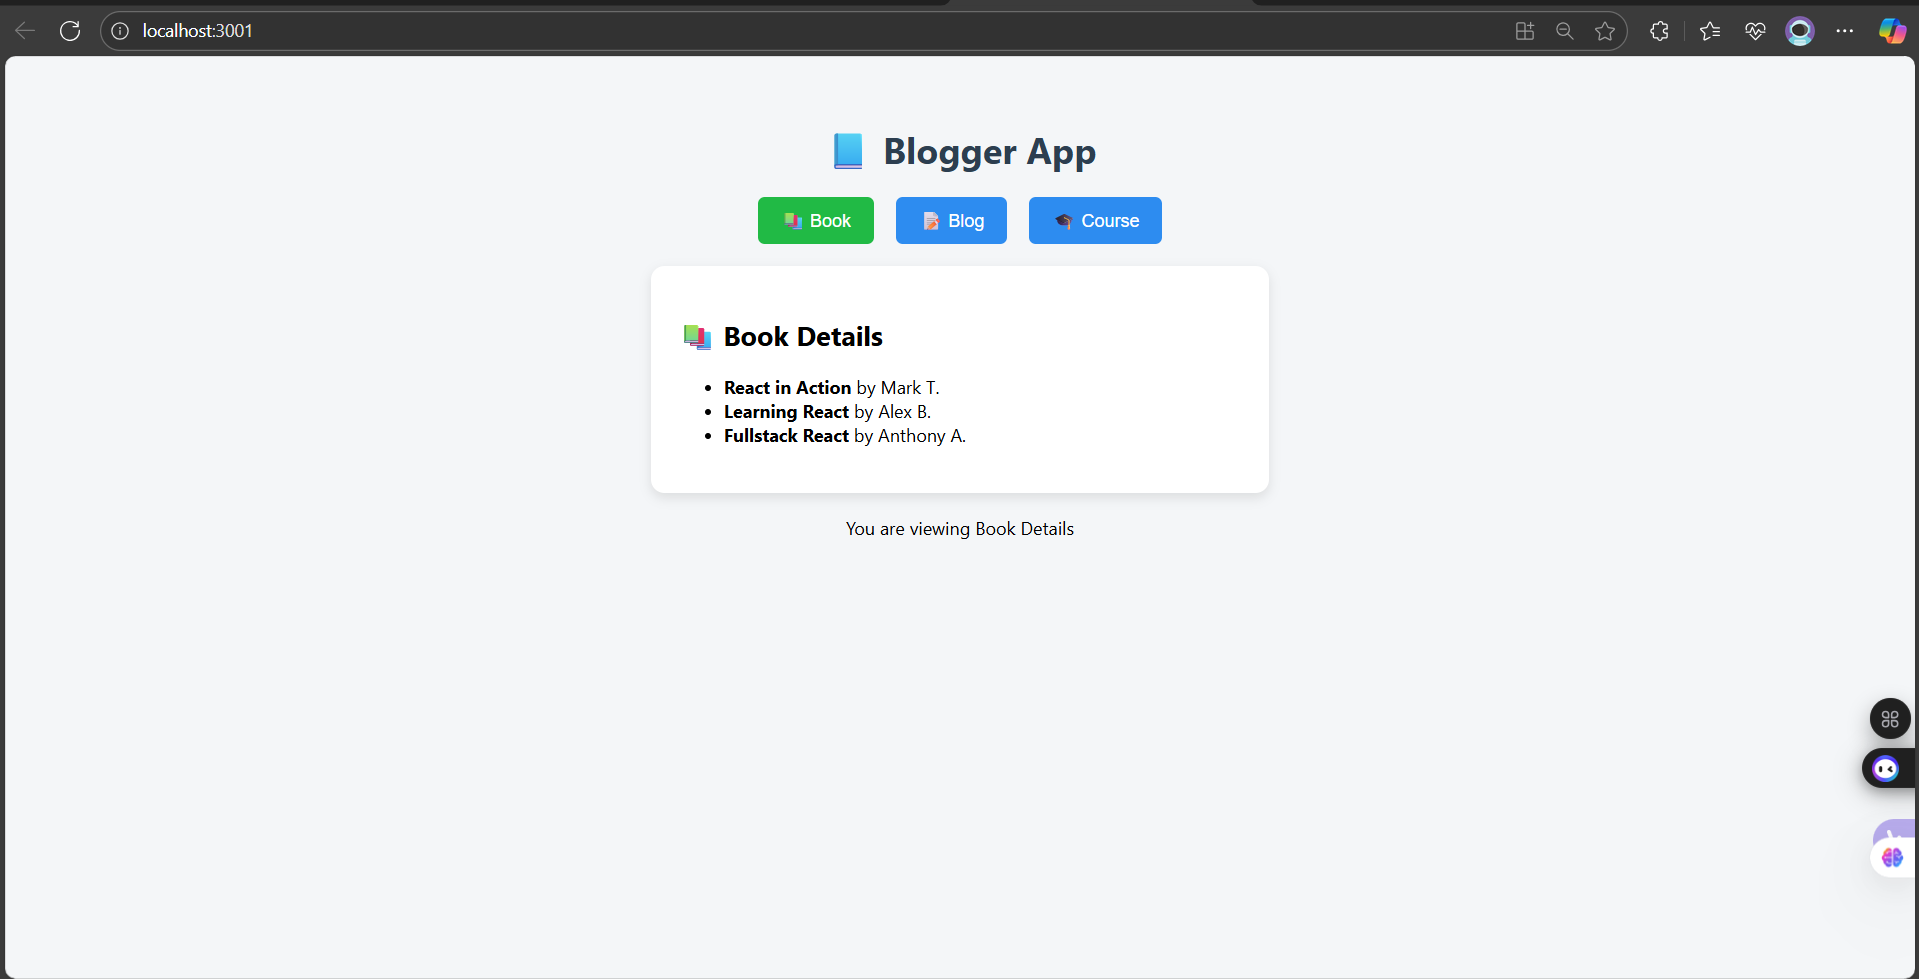 localhost:3001
Blogger App
Book
Blog
Course
Book Details
React in Action by Mark T.
Learning React by Alex B.
Fullstack React by Anthony A.
You are viewing Book Details